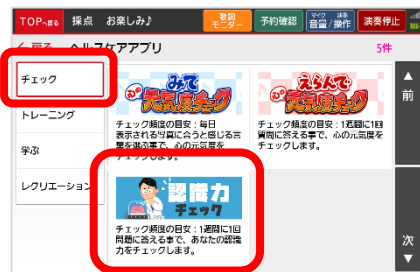 TOPへ戻る 採点 お楽しみ♪ 歌詞モニター 予約確認 マイク音量/演奏操作 演奏停止
戻る ヘルスケアアプリ 5件
チェック
トレーニング
学ぶ
レクリエーション
みて心の元気度チェック
チェック頻度の目安：毎日
表示される写真に合うと感じる言
葉を選ぶ事で、心の元気度を
チェックします。
えらんで心の元気度チェック
チェック頻度の目安：1週間に1回
質問に答える事で、心の元気度を
チェックします。
認識力
チェック
チェック頻度の目安：1週間に1回
問題に答える事で、あなたの認識
力をチェックします。
▲
前
次
▼